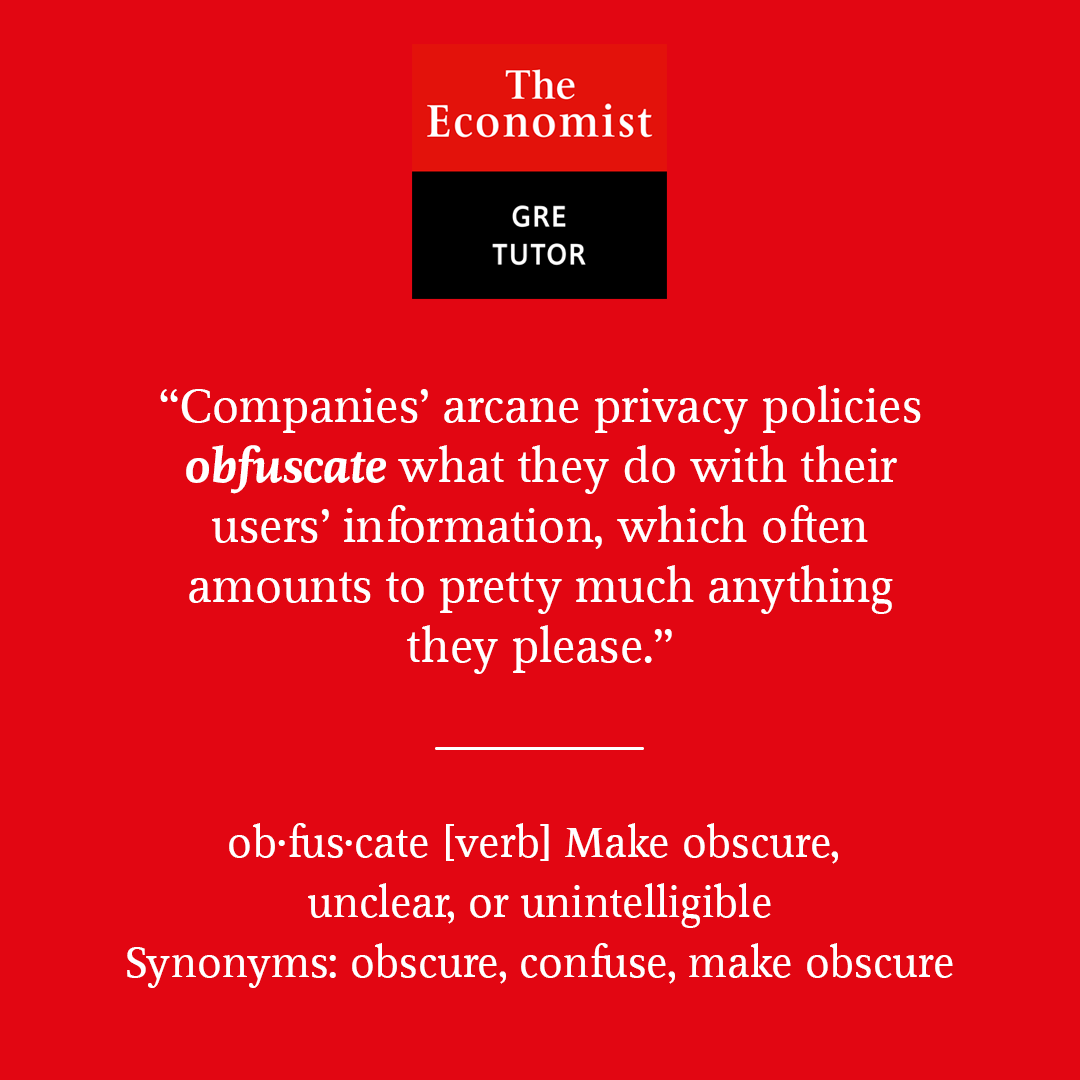 The
Economist
GRE
TUTOR
“Companies’ arcane privacy policies
obfuscate what they do with their
users’ information, which often
amounts to pretty much anything
they please.”
ob·fus·cate [verb] Make obscure,
unclear, or unintelligible
Synonyms: obscure, confuse, make obscure